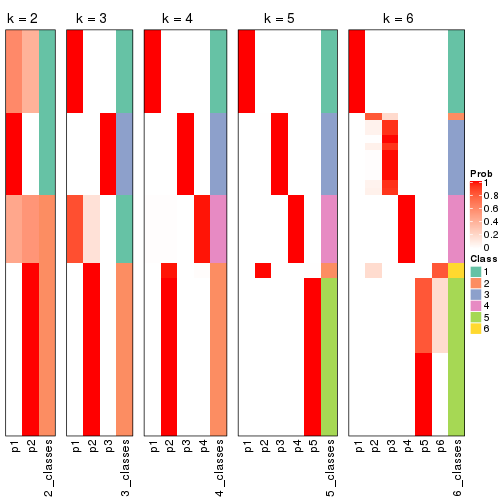 k = 2
k = 3
k = 4
k = 5
k = 6
Prob
1
0.8
0.6
0.4
0.2
0
Class
1
2
3
4
5
6
p1
p2
2_classes
p1
p2
p3
3_classes
p1
p2
p3
p4
4_classes
p1
p2
p3
p4
p5
5_classes
p1
p2
p3
p4
p5
p6
6_classes